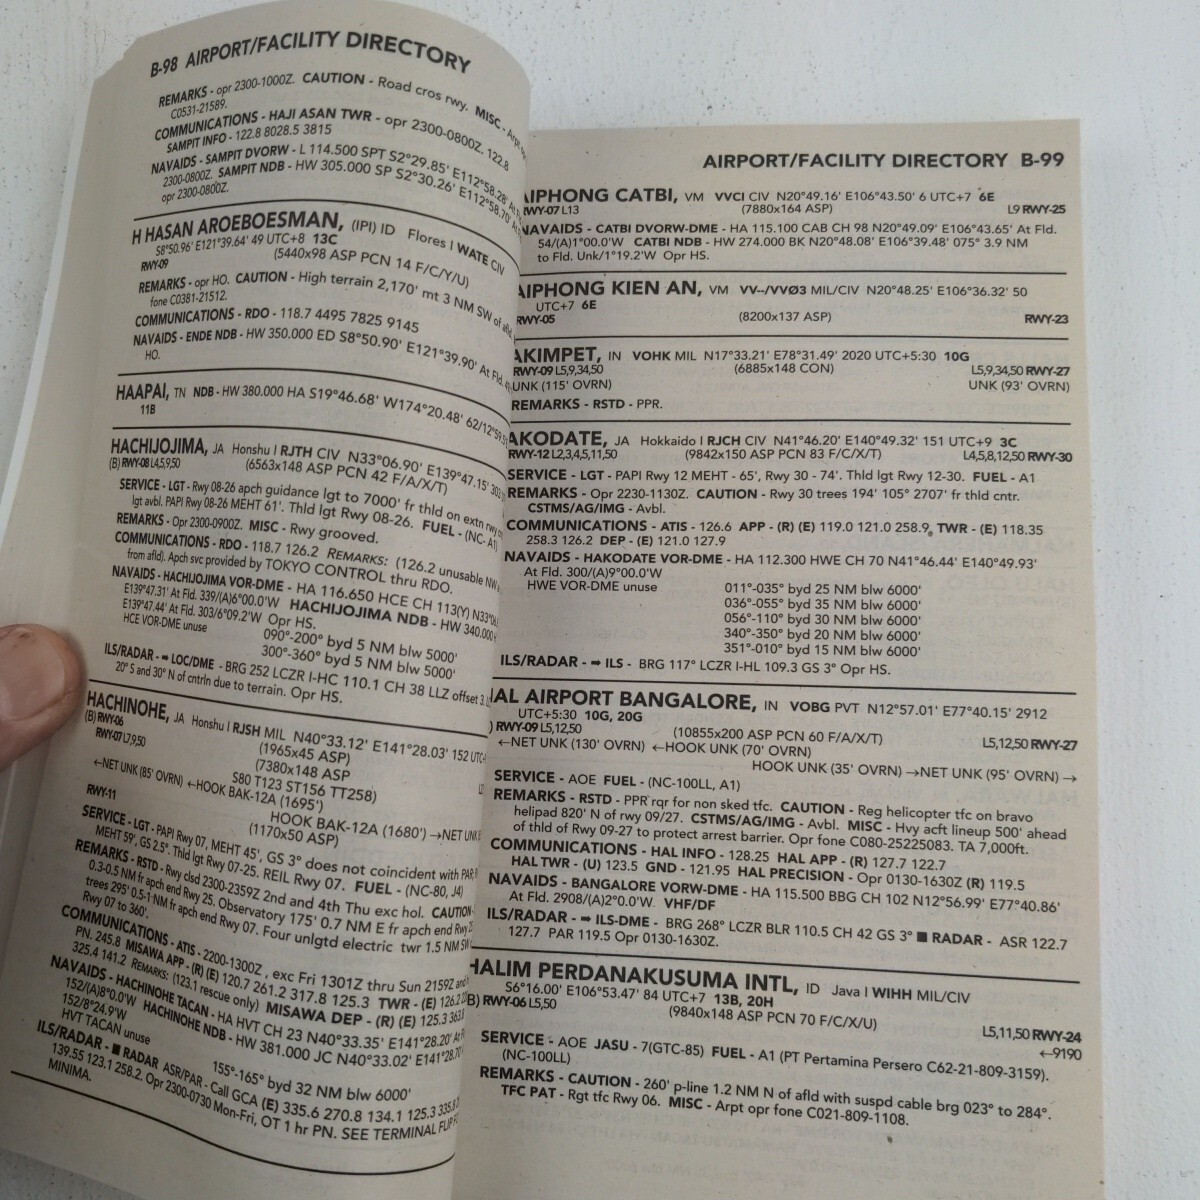 B-98 AIRPORT/FACILITY DIRECTORY
REMARKS - opr 2300-1000Z. CAUTION - Road cros rwy. MISC - Arpt
C0531-21589.
COMMUNICATIONS - HAJI ASAN TWR - opr 2300-0800Z. 122.8
SAMPIT INFO - 122.8 8028.5 3815
NAVAIDS - SAMPIT DVORW - L 114.500 SPT S2°29.85' E112°58.28' At
2300-0800Z. SAMPIT NDB - HW 305.000 SP S2°30.26' E112°58.70'
opr 2300-0800Z.
H HASAN AROEBOESMAN, (IPI) ID Flores I WATE CIV
S8°50.96' E121°39.64' 49 UTC+8 13C
RWY-09 (5440x98 ASP PCN 14 F/C/Y/U)
REMARKS - opr HO. CAUTION - High terrain 2,170' mt 3 NM SW of afld.
fone C0381-21512.
COMMUNICATIONS - RDO - 118.7 4495 7825 9145
NAVAIDS - ENDE NDB - HW 350.000 ED S8°50.90' E121°39.90' At Fld.
HO.
HAAPAI, TN NDB - HW 380.000 HA S19°46.68' W174°20.48' 62/12°59.5
11B
HACHIJOJIMA, JA Honshu I RJTH CIV N33°06.90' E139°47.15' 302
(B) RWY-08 L4,5,9,50 (6563x148 ASP PCN 42 F/A/X/T)
SERVICE - LGT - Rwy 08-26 apch guidance lgt to 7000' fr thld on extn rwy
lgt avbl. PAPI Rwy 08-26 MEHT 61'. Thld lgt Rwy 08-26. FUEL - (NC- A1)
REMARKS - Opr 2300-0900Z. MISC - Rwy grooved.
COMMUNICATIONS - RDO - 118.7 126.2 REMARKS: (126.2 unusable NW
from afld). Apch svc provided by TOKYO CONTROL thru RDO.
NAVAIDS - HACHIJOJIMA VOR-DME - HA 116.650 HCE CH 113(Y) N33°06.
E139°47.31' At Fld. 339/(A)6°00.0'W HACHIJOJIMA NDB - HW 340.000
E139°47.44' At Fld. 303/6°09.2'W Opr HS.
HCE VOR-DME unuse 090°-200° byd 5 NM blw 5000'
300°-360° byd 5 NM blw 5000'
ILS/RADAR - ➡ LOC/DME - BRG 252 LCZR I-HC 110.1 CH 38 LLZ offset 3.
20° S and 30° N of cntrln due to terrain. Opr HS.
HACHINOHE, JA Honshu I RJSH MIL N40°33.12' E141°28.03' 152 UTC+
(B) RWY-06 (1965x45 ASP)
RWY-07 L7,9,50 (7380x148 ASP
S80 T123 ST156 TT258)
←NET UNK (85' OVRN) ←HOOK BAK-12A (1695')
HOOK BAK-12A (1680') →NET UNK
RWY-11 (1170x50 ASP)
SERVICE - LGT - PAPI Rwy 07, MEHT 45', GS 3° does not coincident with PAR.
MEHT 59', GS 2.5°. Thld lgt Rwy 07-25. REIL Rwy 07. FUEL - (NC-80, J4)
REMARKS - RSTD - Rwy clsd 2300-2359Z 2nd and 4th Thu exc hol. CAUTION
0.3-0.5 NM fr apch end Rwy 25. Observatory 175' 0.7 NM E fr apch end Rwy
trees 295' 0.5-1 NM fr apch end Rwy 07. Four unlgtd electric twr 1.5 NM SW
Rwy 07 to 360'.
COMMUNICATIONS - ATIS - 2200-1300Z , exc Fri 1301Z thru Sun 2159Z and
PN. 245.8 MISAWA APP - (R) (E) 120.7 261.2 317.8 125.3 TWR - (E) 126.2
325.4 141.2 REMARKS: (123.1 rescue only) MISAWA DEP - (R) (E) 125.3 363.8
NAVAIDS - HACHINOHE TACAN - HA HVT CH 23 N40°33.35' E141°28.20' At
152/(A)8°0.0'W HACHINOHE NDB - HW 381.000 JC N40°33.02' E141°28.70'
152/8°24.9'W
HVT TACAN unuse 155°-165° byd 32 NM blw 6000'
ILS/RADAR - ■ RADAR ASR/PAR - Call GCA (E) 335.6 270.8 134.1 125.3 335.8
139.55 123.1 258.2. Opr 2300-0730 Mon-Fri, OT 1 hr PN. SEE TERMINAL FLIP
MINIMA.
AIRPORT/FACILITY DIRECTORY B-99
AIPHONG CATBI, VM VVCI CIV N20°49.16' E106°43.50' 6 UTC+7 6E
RWY-07 L13 (7880x164 ASP) L9 RWY-25
NAVAIDS - CATBI DVORW-DME - HA 115.100 CAB CH 98 N20°49.09' E106°43.65' At Fld.
54/(A)1°00.0'W CATBI NDB - HW 274.000 BK N20°48.08' E106°39.48' 075° 3.9 NM
to Fld. Unk/1°19.2'W Opr HS.
AIPHONG KIEN AN, VM VV--/VVØ3 MIL/CIV N20°48.25' E106°36.32' 50
UTC+7 6E
RWY-05 (8200x137 ASP) RWY-23
AKIMPET, IN VOHK MIL N17°33.21' E78°31.49' 2020 UTC+5:30 10G
RWY-09 L5,9,34,50 (6885x148 CON) L5,9,34,50 RWY-27
UNK (115' OVRN) UNK (93' OVRN)
REMARKS - RSTD - PPR.
AKODATE, JA Hokkaido I RJCH CIV N41°46.20' E140°49.32' 151 UTC+9 3C
RWY-12 L2,3,4,5,11,50 (9842x150 ASP PCN 83 F/C/X/T) L4,5,8,12,50 RWY-30
SERVICE - LGT - PAPI Rwy 12 MEHT - 65', Rwy 30 - 74'. Thld lgt Rwy 12-30. FUEL - A1
REMARKS - Opr 2230-1130Z. CAUTION - Rwy 30 trees 194' 105° 2707' fr thld cntr.
CSTMS/AG/IMG - Avbl.
COMMUNICATIONS - ATIS - 126.6 APP - (R) (E) 119.0 121.0 258.9, TWR - (E) 118.35
258.3 126.2 DEP - (E) 121.0 127.9
NAVAIDS - HAKODATE VOR-DME - HA 112.300 HWE CH 70 N41°46.44' E140°49.93'
At Fld. 300/(A)9°00.0'W
HWE VOR-DME unuse 011°-035° byd 25 NM blw 6000'
036°-055° byd 35 NM blw 6000'
056°-110° byd 30 NM blw 6000'
340°-350° byd 20 NM blw 6000'
351°-010° byd 15 NM blw 6000'
ILS/RADAR - ➡ ILS - BRG 117° LCZR I-HL 109.3 GS 3° Opr HS.
HAL AIRPORT BANGALORE, IN VOBG PVT N12°57.01' E77°40.15' 2912
UTC+5:30 10G, 20G
) RWY-09 L5,12,50 (10855x200 ASP PCN 60 F/A/X/T) L5,12,50 RWY-27
←NET UNK (130' OVRN) ←HOOK UNK (70' OVRN)
HOOK UNK (35' OVRN) →NET UNK (95' OVRN) →
SERVICE - AOE FUEL - (NC-100LL, A1)
REMARKS - RSTD - PPR rqr for non sked tfc. CAUTION - Reg helicopter tfc on bravo
helipad 820' N of rwy 09/27. CSTMS/AG/IMG - Avbl. MISC - Hvy acft lineup 500' ahead
of thld of Rwy 09-27 to protect arrest barrier. Opr fone C080-25225083. TA 7,000ft.
COMMUNICATIONS - HAL INFO - 128.25 HAL APP - (R) 127.7 122.7
HAL TWR - (U) 123.5 GND - 121.95 HAL PRECISION - Opr 0130-1630Z (R) 119.5
NAVAIDS - BANGALORE VORW-DME - HA 115.500 BBG CH 102 N12°56.99' E77°40.86'
At Fld. 2908/(A)2°0.0'W. VHF/DF
ILS/RADAR - ➡ ILS-DME - BRG 268° LCZR BLR 110.5 CH 42 GS 3° ■ RADAR - ASR 122.7
127.7 PAR 119.5 Opr 0130-1630Z.
HALIM PERDANAKUSUMA INTL, ID Java I WIHH MIL/CIV
S6°16.00' E106°53.47' 84 UTC+7 13B, 20H
B) RWY-06 L5,50 (9840x148 ASP PCN 70 F/C/X/U) L5,11,50 RWY-24
←9190
SERVICE - AOE JASU - 7(GTC-85) FUEL - A1 (PT Pertamina Persero C62-21-809-3159).
(NC-100LL)
REMARKS - CAUTION - 260' p-line 1.2 NM N of afld with suspd cable brg 023° to 284°.
TFC PAT - Rgt tfc Rwy 06. MISC - Arpt opr fone C021-809-1108.